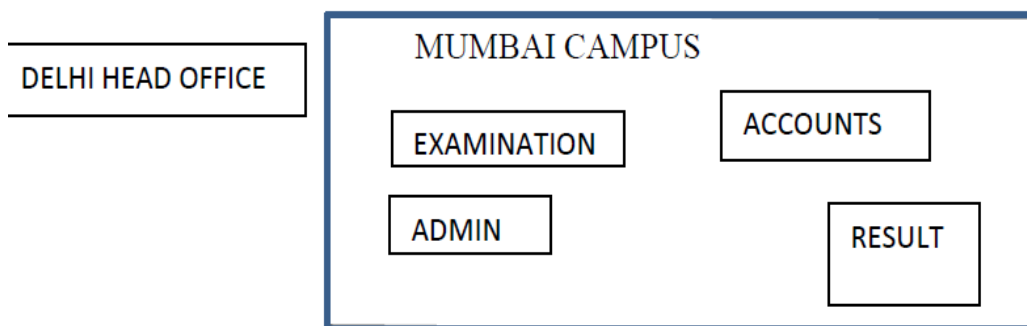 DELHI HEAD OFFICE
MUMBAI CAMPUS
EXAMINATION
ACCOUNTS
ADMIN
RESULT